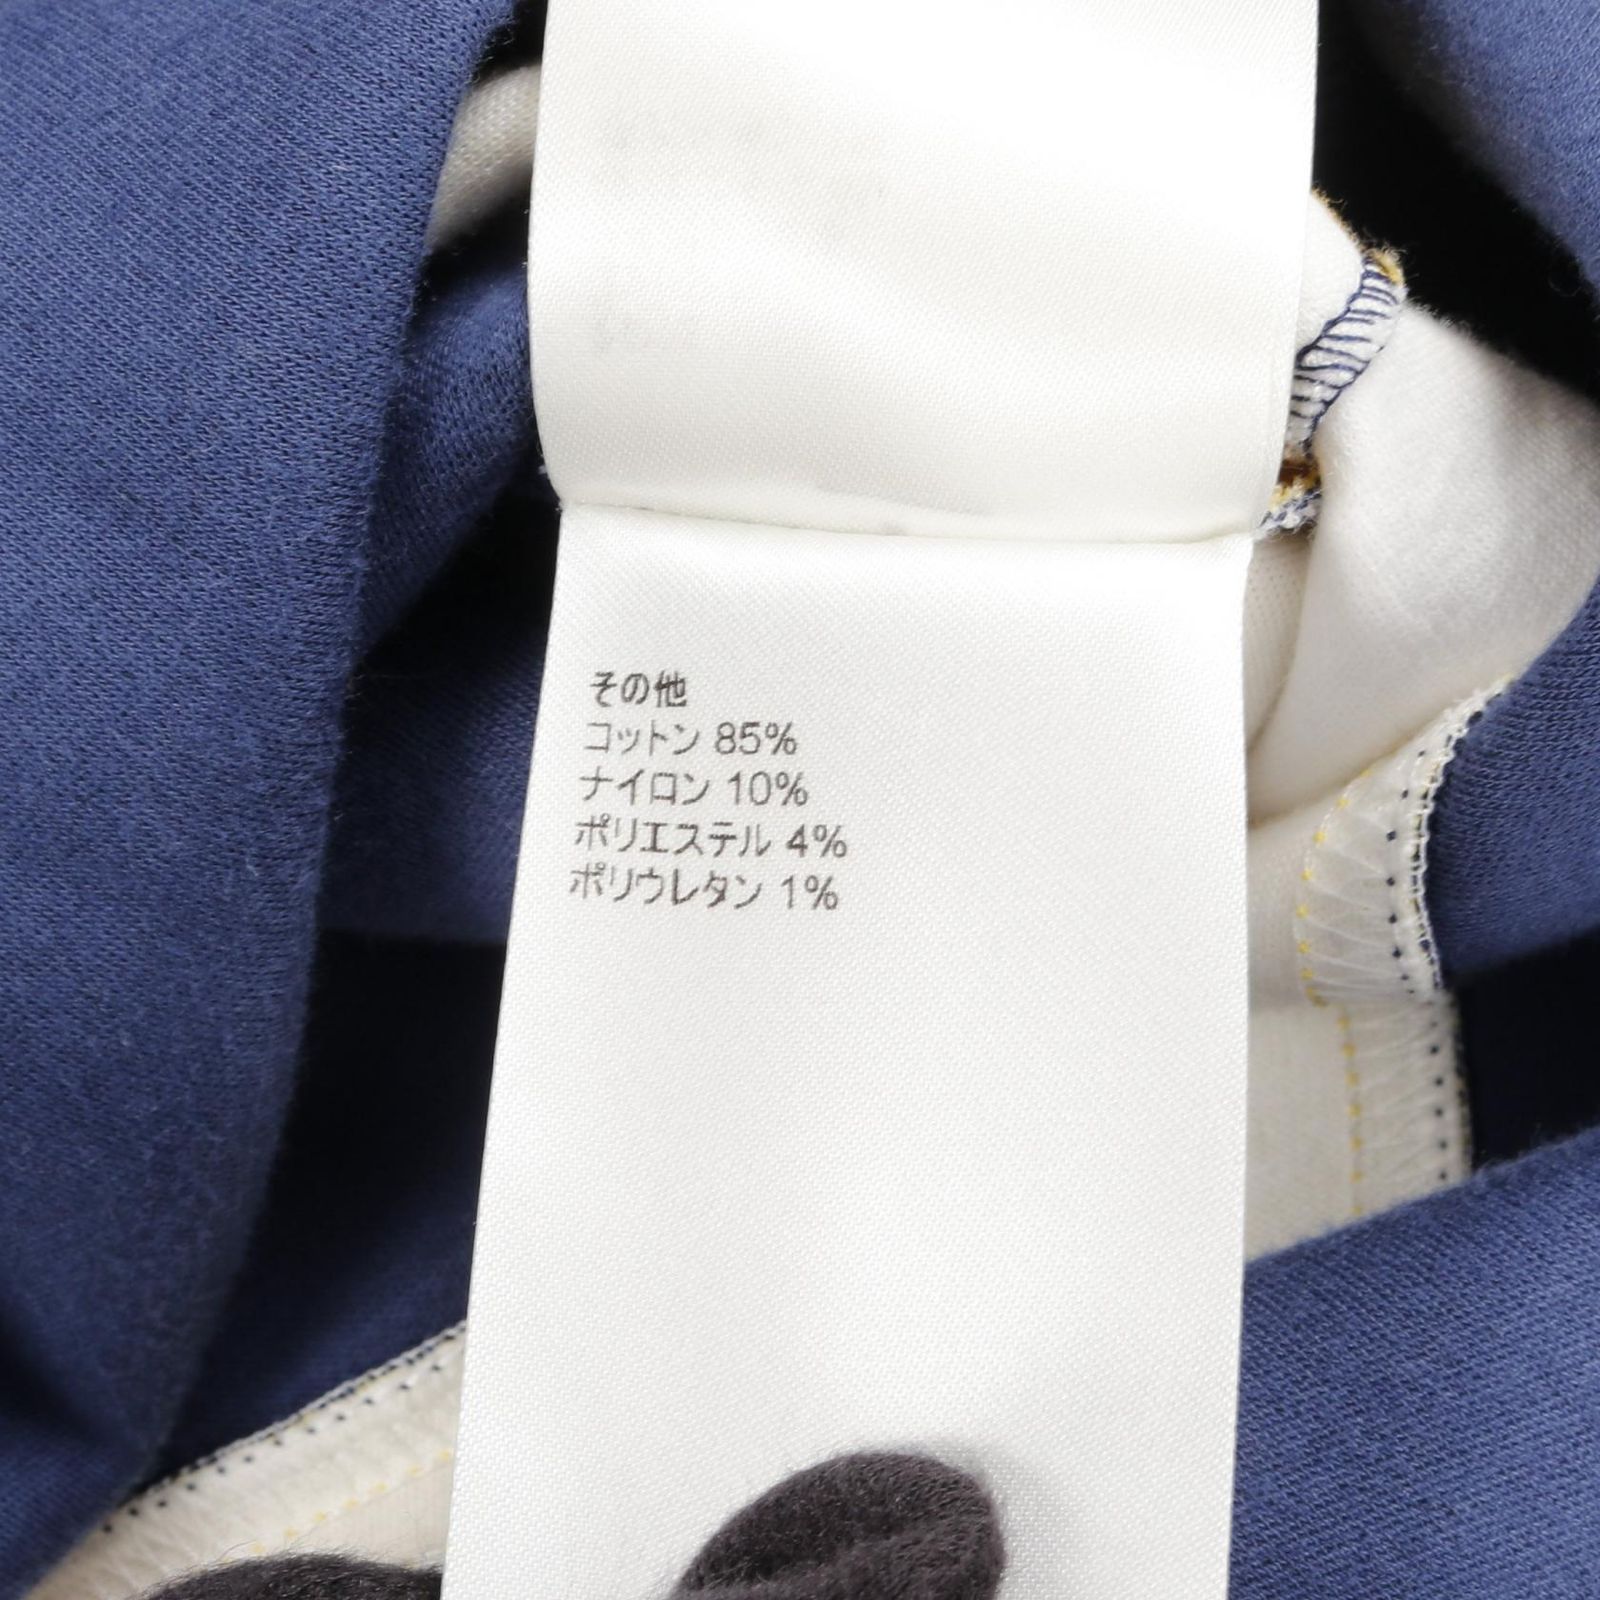 その他
コットン 85%
ナイロン 10%
ポリエステル 4%
ポリウレタン 1%